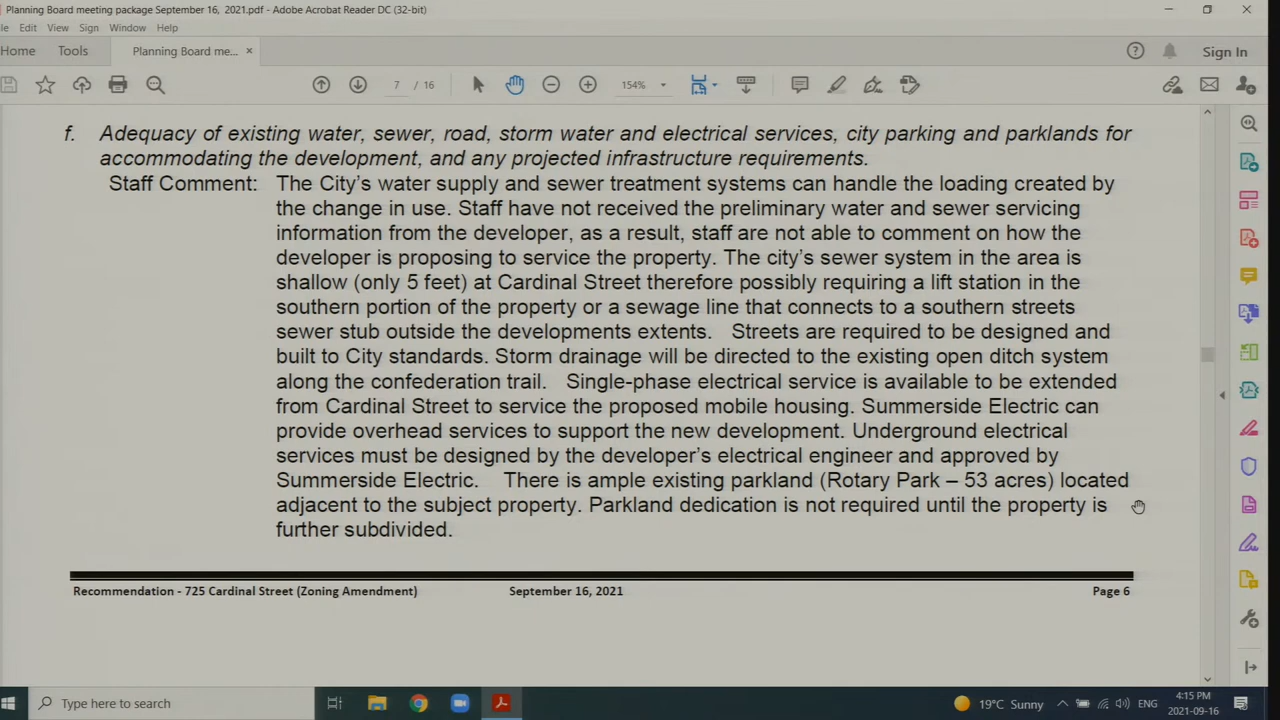 Planning Board meeting package September 16, 2021.pdf - Adobe Acrobat Reader DC (32-bit)
le Edit View Sign Window Help
Home Tools Planning Board me... × Sign In
7 / 16 154%
f. Adequacy of existing water, sewer, road, storm water and electrical services, city parking and parklands for
accommodating the development, and any projected infrastructure requirements.
Staff Comment: The City's water supply and sewer treatment systems can handle the loading created by
the change in use. Staff have not received the preliminary water and sewer servicing
information from the developer, as a result, staff are not able to comment on how the
developer is proposing to service the property. The city's sewer system in the area is
shallow (only 5 feet) at Cardinal Street therefore possibly requiring a lift station in the
southern portion of the property or a sewage line that connects to a southern streets
sewer stub outside the developments extents. Streets are required to be designed and
built to City standards. Storm drainage will be directed to the existing open ditch system
along the confederation trail. Single-phase electrical service is available to be extended
from Cardinal Street to service the proposed mobile housing. Summerside Electric can
provide overhead services to support the new development. Underground electrical
services must be designed by the developer's electrical engineer and approved by
Summerside Electric. There is ample existing parkland (Rotary Park – 53 acres) located
adjacent to the subject property. Parkland dedication is not required until the property is
further subdivided.
Recommendation - 725 Cardinal Street (Zoning Amendment) September 16, 2021 Page 6
Type here to search 19°C Sunny ENG 4:15 PM
2021-09-16